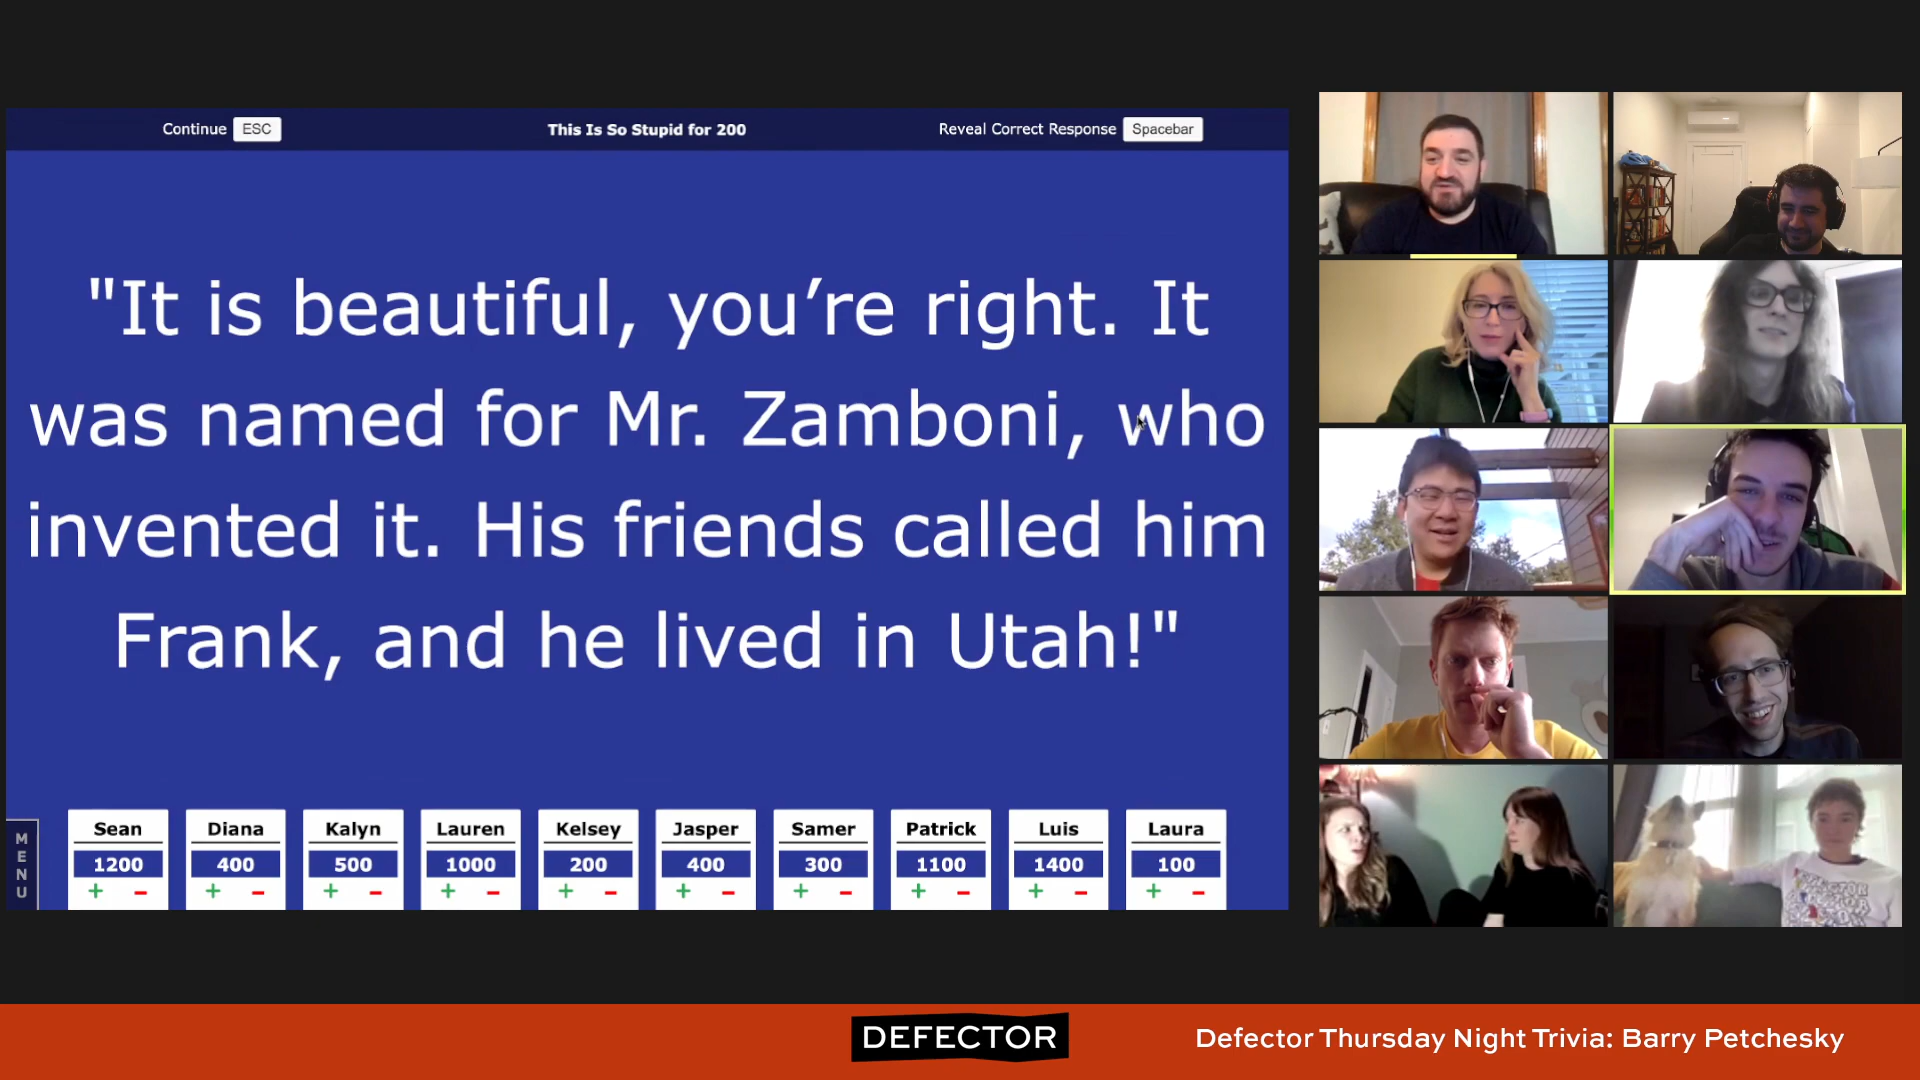 Continue ESC
This Is So Stupid for 200
Reveal Correct Response Spacebar
"It is beautiful, you’re right. It
was named for Mr. Zamboni, who
invented it. His friends called him
Frank, and he lived in Utah!"
MENU
Sean Diana Kalyn Lauren Kelsey Jasper Samer Patrick Luis Laura
1200 400 500 1000 200 400 300 1100 1400 100
+ - + - + - + - + - + - + - + - + - + -
DEFECTOR
Defector Thursday Night Trivia: Barry Petchesky